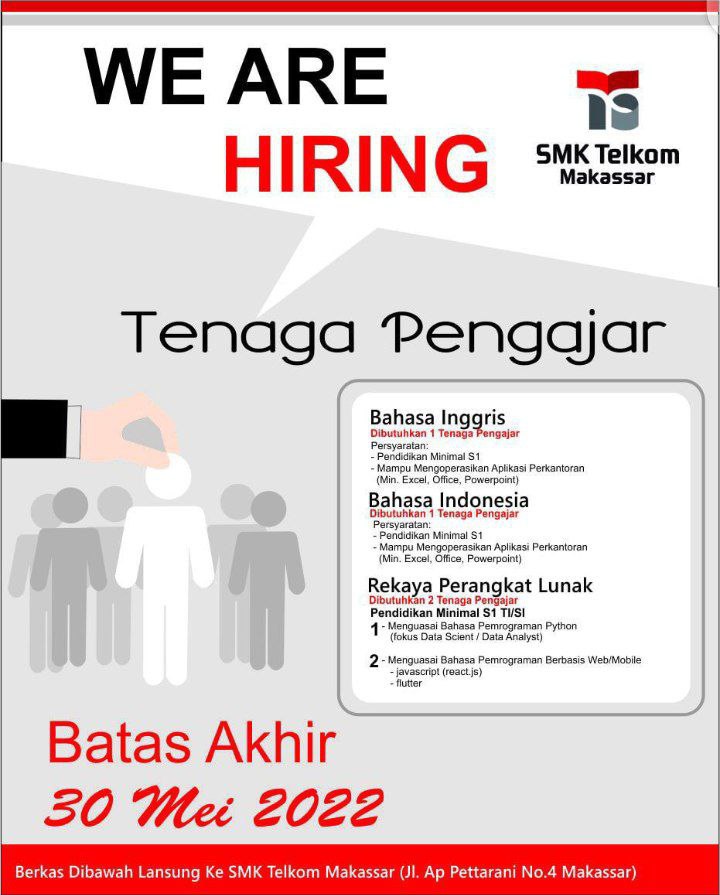 WE ARE
HIRING
SMK Telkom
Makassar
Tenaga Pengajar
Bahasa Inggris
Dibutuhkan 1 Tenaga Pengajar
Persyaratan:
- Pendidikan Minimal S1
- Mampu Mengoperasikan Aplikasi Perkantoran
(Min. Excel, Office, Powerpoint)
Bahasa Indonesia
Dibutuhkan 1 Tenaga Pengajar
Persyaratan:
- Pendidikan Minimal S1
- Mampu Mengoperasikan Aplikasi Perkantoran
(Min. Excel, Office, Powerpoint)
Rekaya Perangkat Lunak
Dibutuhkan 2 Tenaga Pengajar
Pendidikan Minimal S1 TI/SI
1 - Menguasai Bahasa Pemrograman Python
(fokus Data Scient / Data Analyst)
2 - Menguasai Bahasa Pemrograman Berbasis Web/Mobile
- javascript (react.js)
- flutter
Batas Akhir
30 Mei 2022
Berkas Dibawah Lansung Ke SMK Telkom Makassar (Jl. Ap Pettarani No.4 Makassar)